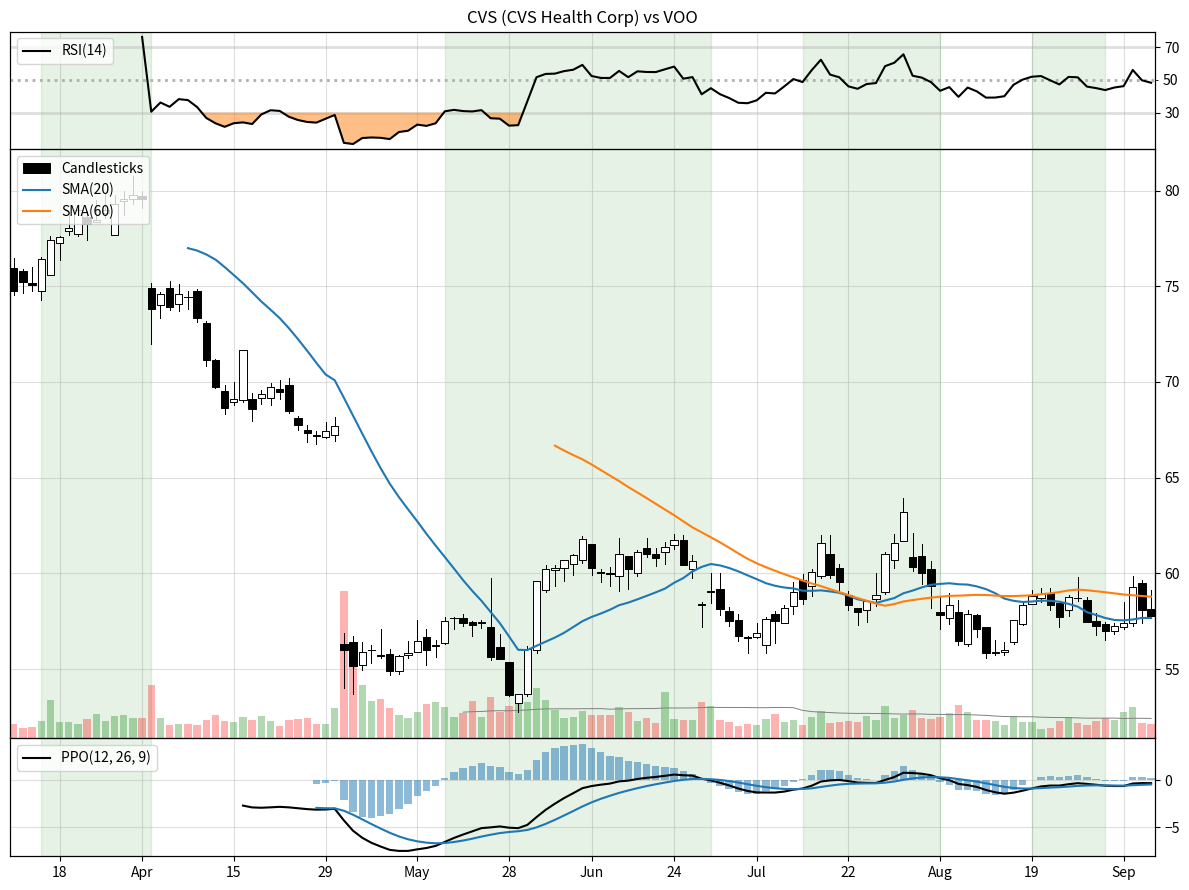 CVS (CVS Health Corp) vs VOO
RSI(14)
70
50
30
Candlesticks
SMA(20)
SMA(60)
80
75
70
65
60
55
PPO(12, 26, 9)
0
−5
18 Apr 15 29 May 28 Jun 24 Jul 22 Aug 19 Sep